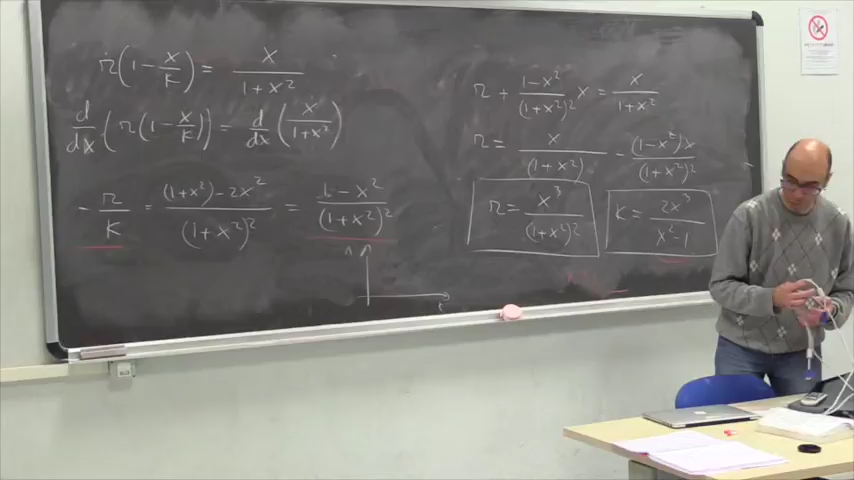 r(1 - x/K) = x/(1+x²)
d/dx (r(1 - x/K)) = d/dx (x/(1+x²))
- r/K = ((1+x²) - 2x²)/(1+x²)² = (1 - x²)/(1+x²)²
r + (1-x²)/(1+x²)² x = x/(1+x²)
r = x/(1+x²) - (1-x²)x/(1+x²)²
r = x³/(1+x²)²
K = 2x³/(x²-1)